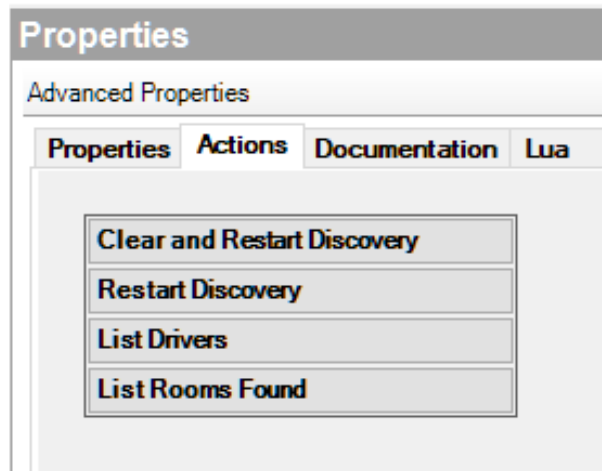 Properties
Advanced Properties
Properties Actions Documentation Lua
Clear and Restart Discovery
Restart Discovery
List Drivers
List Rooms Found